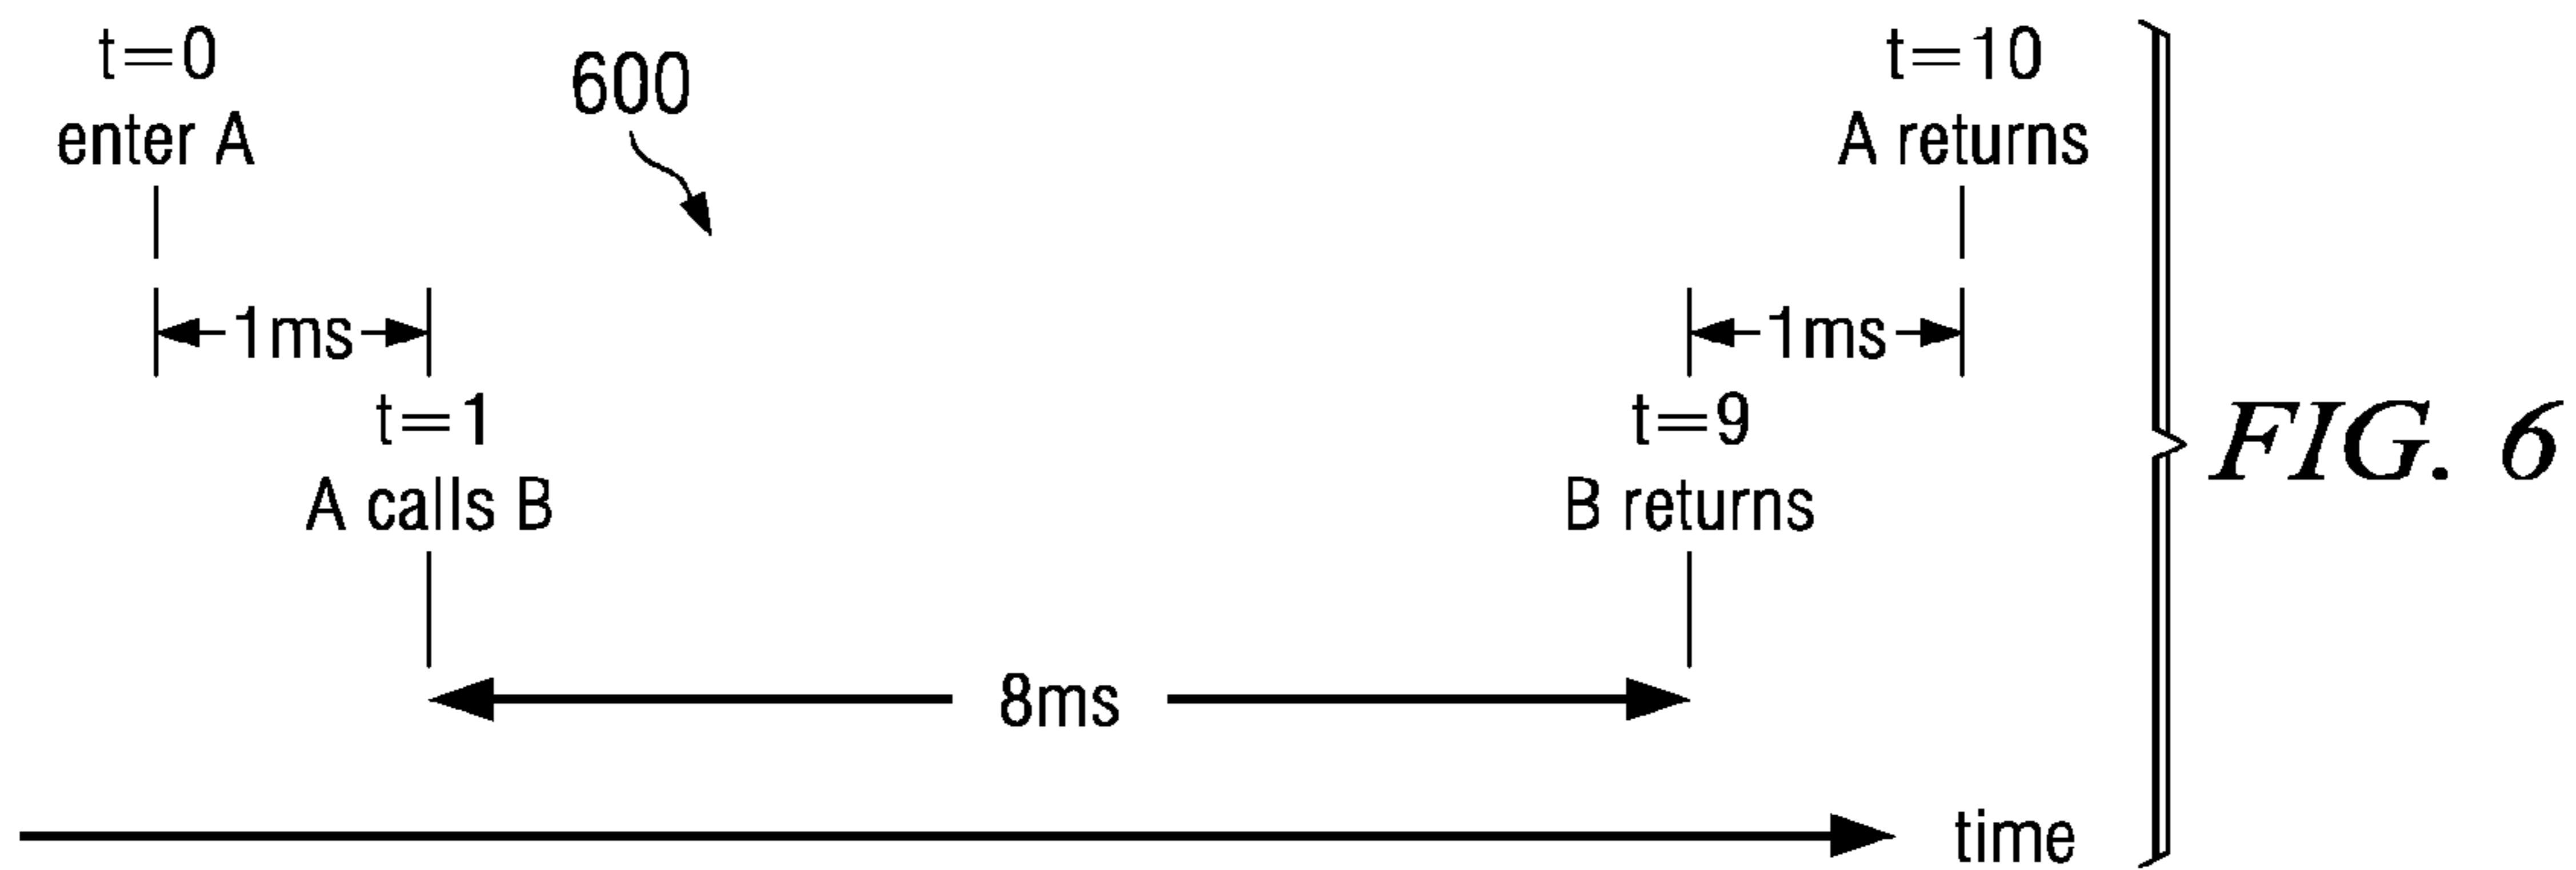 t=0
enter A
600
t=10
A returns
1ms
1ms
t=1
A calls B
t=9
B returns
8ms
time
FIG. 6